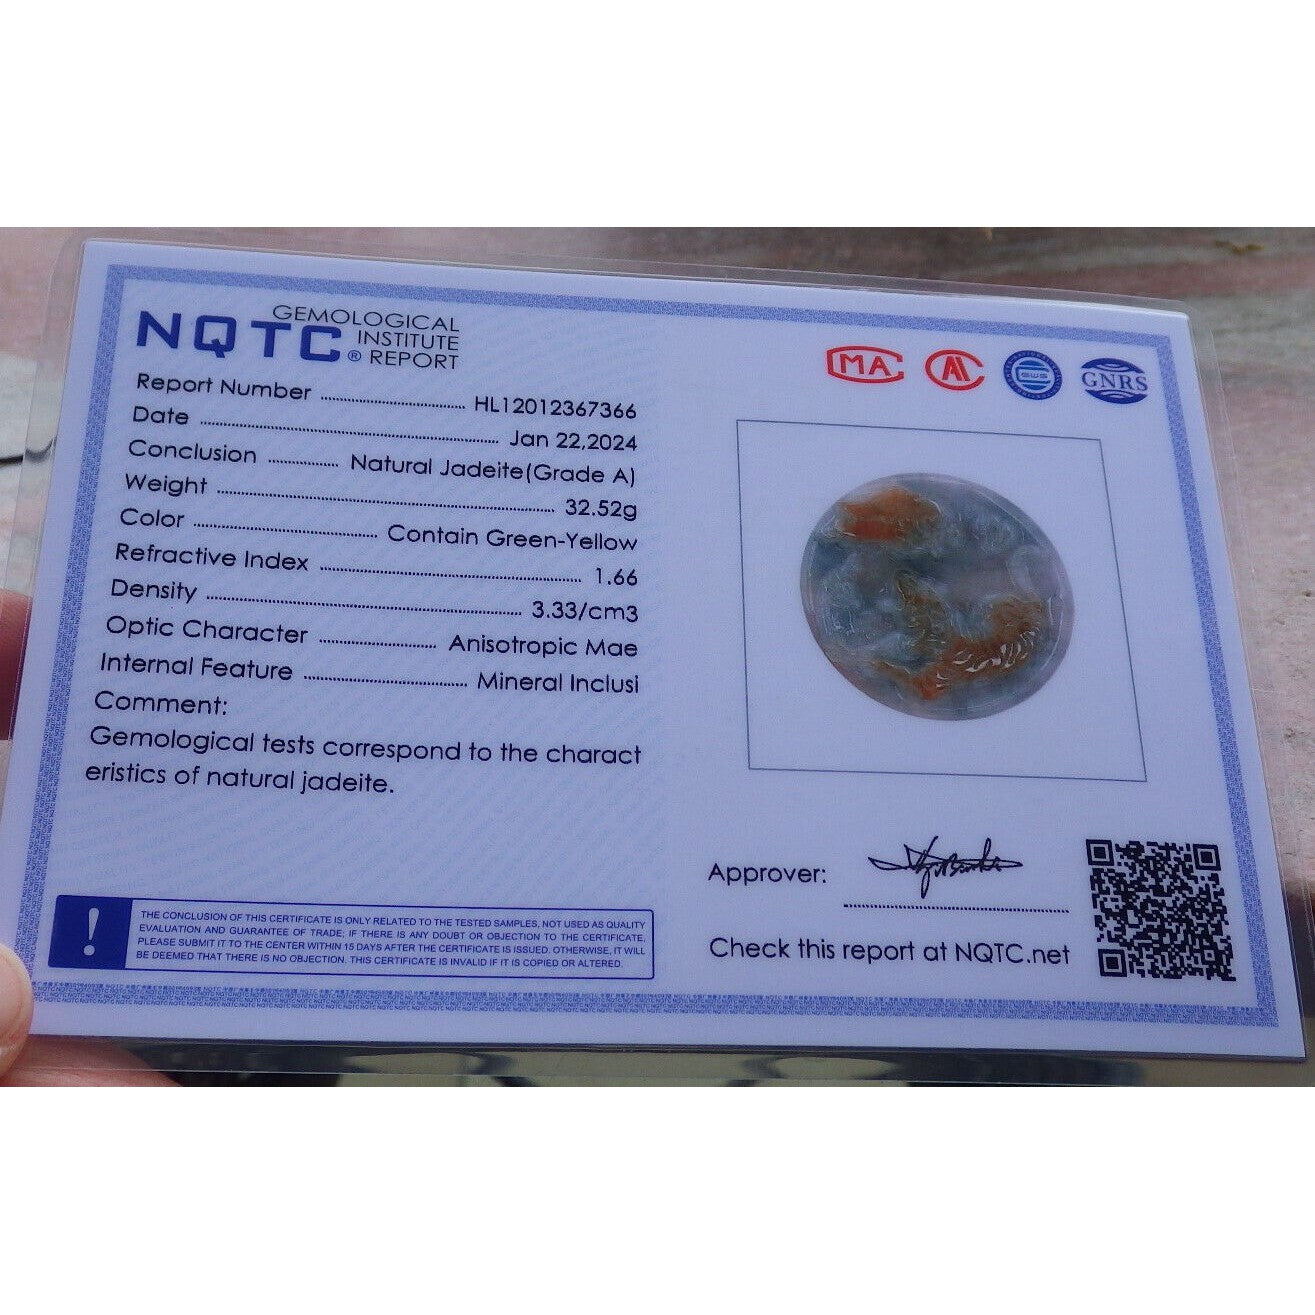 NQTC® GEMOLOGICAL
INSTITUTE
REPORT
Report Number HL12012367366
Date Jan 22,2024
Conclusion Natural Jadeite(Grade A)
Weight 32.52g
Color Contain Green-Yellow
Refractive Index 1.66
Density 3.33/cm3
Optic Character Anisotropic Mae
Internal Feature Mineral Inclusi
Comment:
Gemological tests correspond to the charact
eristics of natural jadeite.
! THE CONCLUSION OF THIS CERTIFICATE IS ONLY RELATED TO THE TESTED SAMPLES, NOT USED AS QUALITY
EVALUATION AND GUARANTEE OF TRADE; IF THERE IS ANY DOUBT OR OBJECTION TO THE CERTIFICATE,
PLEASE SUBMIT IT TO THE CENTER WITHIN 15 DAYS AFTER THE CERTIFICATE IS ISSUED. OTHERWISE, IT WILL
BE DEEMED THAT THERE IS NO OBJECTION. THIS CERTIFICATE IS INVALID IF IT IS COPIED OR ALTERED.
MA
GNRS
Approver:
Check this report at NQTC.net